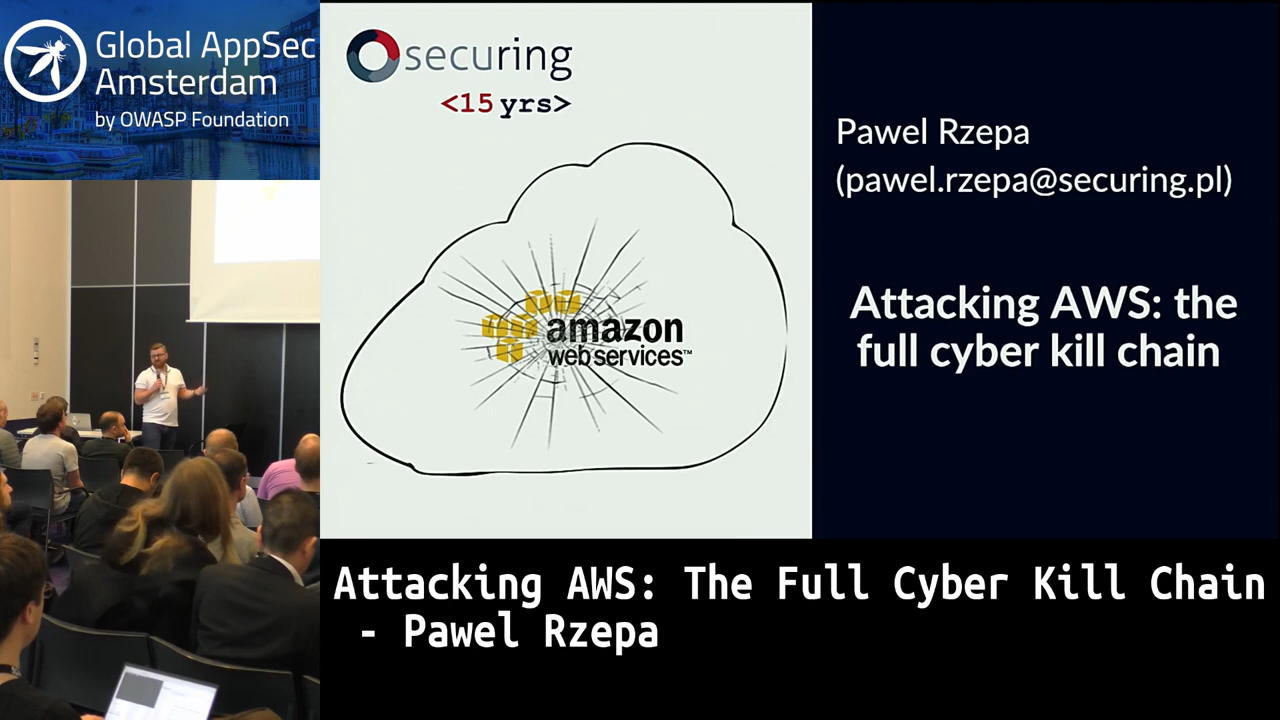 Global AppSec
Amsterdam
by OWASP Foundation
securing
<15 yrs>
amazon
web services™
Pawel Rzepa
(pawel.rzepa@securing.pl)
Attacking AWS: the
full cyber kill chain
Attacking AWS: The Full Cyber Kill Chain
- Pawel Rzepa